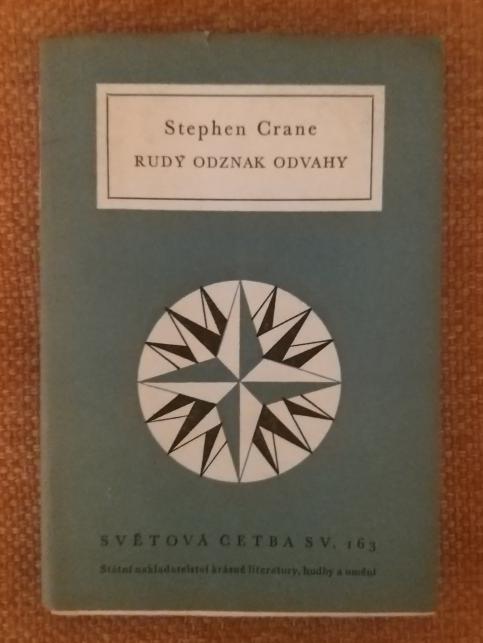 Stephen Crane
RUDÝ ODZNAK ODVAHY
SVĚTOVÁ ČETBA SV. 163
Státní nakladatelství krásné literatury, hudby a umění